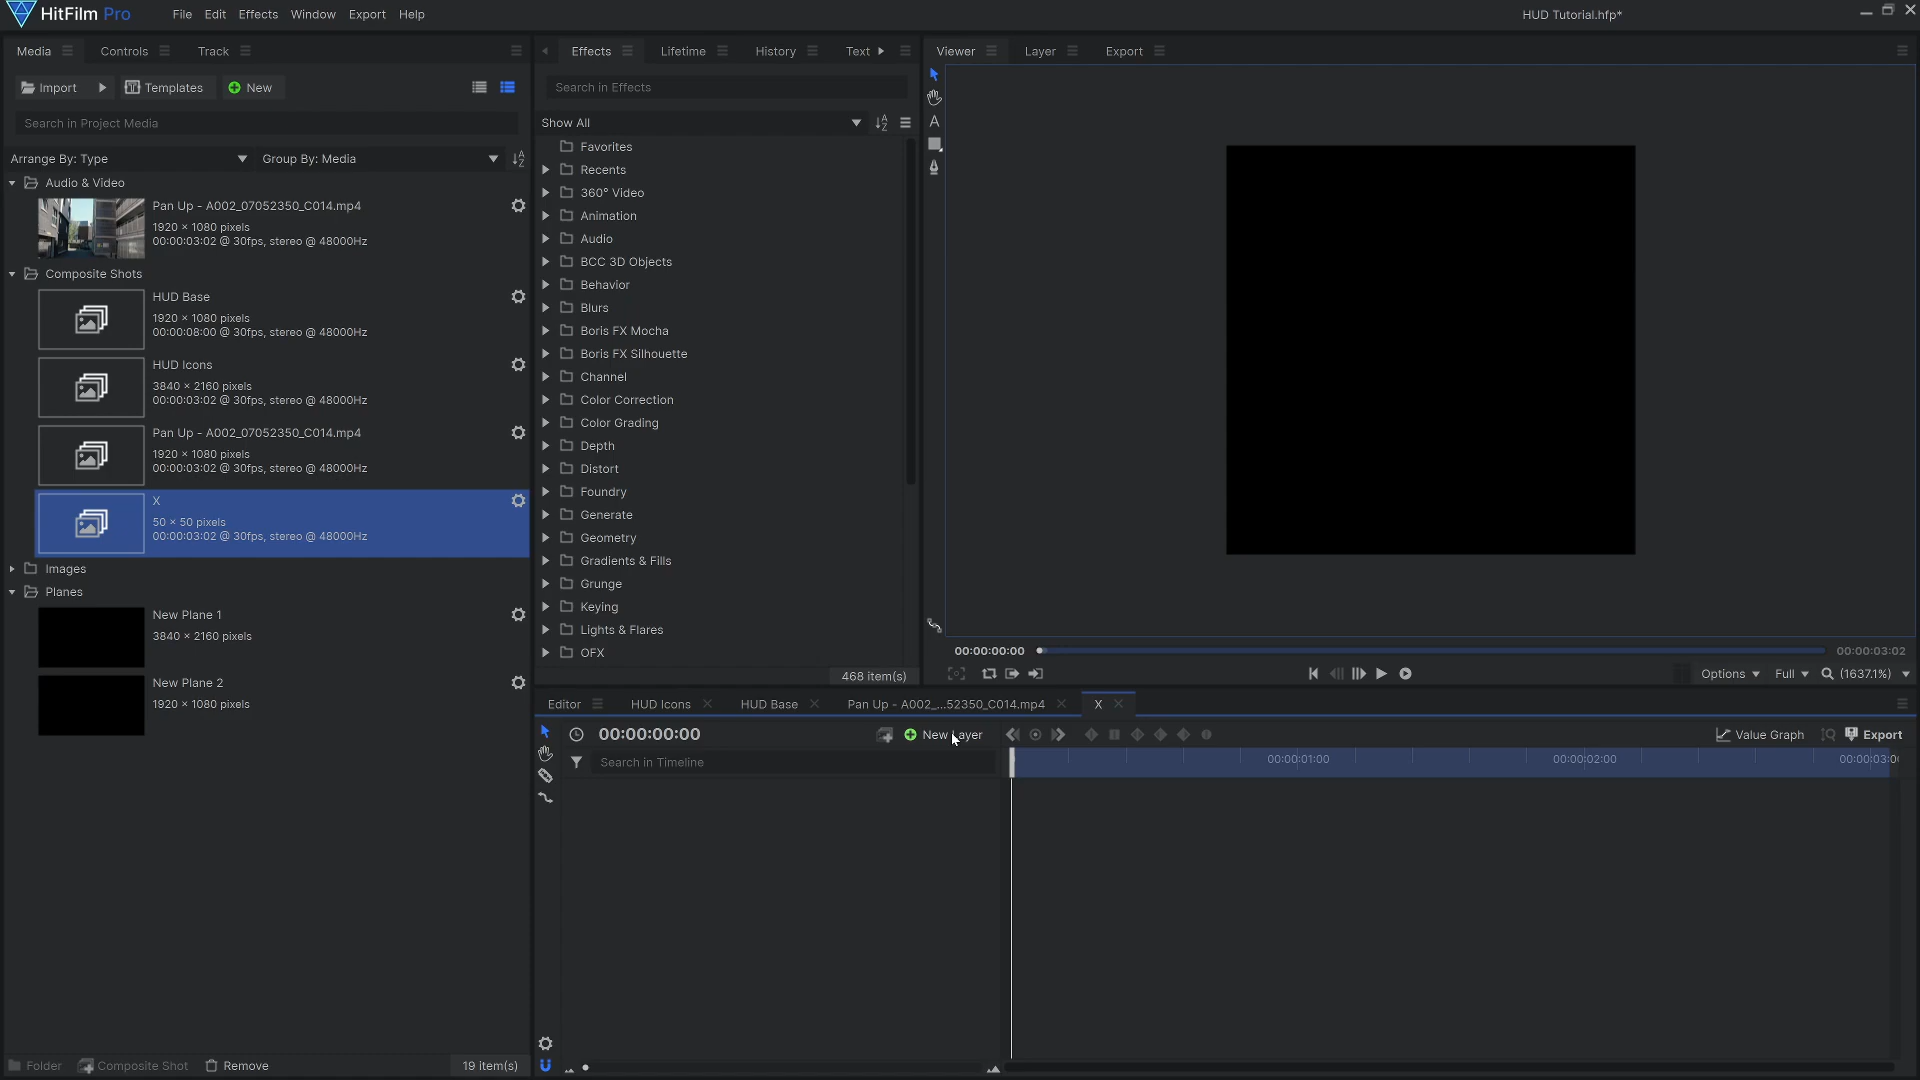 HitFilm Pro
File Edit Effects Window Export Help
HUD Tutorial.hfp*
Media Controls Track
Effects Lifetime History Text
Viewer Layer Export
Import Templates New
Search in Effects
Search in Project Media
Show All
Arrange By: Type Group By: Media
Audio & Video
Pan Up - A002_07052350_C014.mp4
1920 × 1080 pixels
00:00:03:02 @ 30fps, stereo @ 48000Hz
Composite Shots
HUD Base
1920 × 1080 pixels
00:00:08:00 @ 30fps, stereo @ 48000Hz
HUD Icons
3840 × 2160 pixels
00:00:03:02 @ 30fps, stereo @ 48000Hz
Pan Up - A002_07052350_C014.mp4
1920 × 1080 pixels
00:00:03:02 @ 30fps, stereo @ 48000Hz
X
50 × 50 pixels
00:00:03:02 @ 30fps, stereo @ 48000Hz
Images
Planes
New Plane 1
3840 × 2160 pixels
New Plane 2
1920 × 1080 pixels
Folder Composite Shot Remove 19 item(s)
Favorites
Recents
360° Video
Animation
Audio
BCC 3D Objects
Behavior
Blurs
Boris FX Mocha
Boris FX Silhouette
Channel
Color Correction
Color Grading
Depth
Distort
Foundry
Generate
Geometry
Gradients & Fills
Grunge
Keying
Lights & Flares
OFX
468 item(s)
00:00:00:00 00:00:03:02
Options Full (1637.1%)
Editor HUD Icons HUD Base Pan Up - A002_...52350_C014.mp4 X
00:00:00:00 New Layer Value Graph Export
Search in Timeline
00:00:01:00 00:00:02:00 00:00:03:0